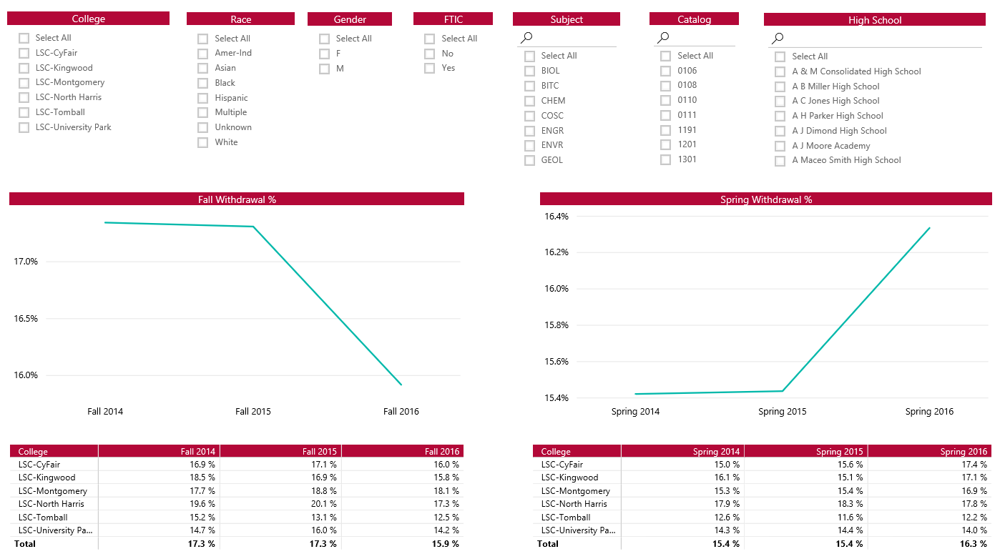 College Race Gender FTIC Subject Catalog High School
Select All Select All Select All Select All
LSC-CyFair Amer-Ind F No Select All Select All Select All
LSC-Kingwood Asian M Yes BIOL 0106 A & M Consolidated High School
LSC-Montgomery Black BITC 0108 A B Miller High School
LSC-North Harris Hispanic CHEM 0110 A C Jones High School
LSC-Tomball Multiple COSC 0111 A H Parker High School
LSC-University Park Unknown ENGR 1191 A J Dimond High School
White ENVR 1201 A J Moore Academy
GEOL 1301 A Maceo Smith High School
Fall Withdrawal %
17.0%
16.5%
16.0%
Fall 2014 Fall 2015 Fall 2016
Spring Withdrawal %
16.4%
16.2%
16.0%
15.8%
15.6%
15.4%
Spring 2014 Spring 2015 Spring 2016
College Fall 2014 Fall 2015 Fall 2016
LSC-CyFair 16.9 % 17.1 % 16.0 %
LSC-Kingwood 18.5 % 16.9 % 15.8 %
LSC-Montgomery 17.7 % 18.8 % 18.1 %
LSC-North Harris 19.6 % 20.1 % 17.3 %
LSC-Tomball 15.2 % 13.1 % 12.5 %
LSC-University Pa... 14.7 % 16.0 % 14.2 %
Total 17.3 % 17.3 % 15.9 %
College Spring 2014 Spring 2015 Spring 2016
LSC-CyFair 15.0 % 15.6 % 17.4 %
LSC-Kingwood 16.1 % 15.1 % 17.1 %
LSC-Montgomery 15.3 % 15.4 % 16.9 %
LSC-North Harris 17.9 % 18.3 % 17.8 %
LSC-Tomball 12.6 % 11.6 % 12.2 %
LSC-University Pa... 14.3 % 14.4 % 14.0 %
Total 15.4 % 15.4 % 16.3 %